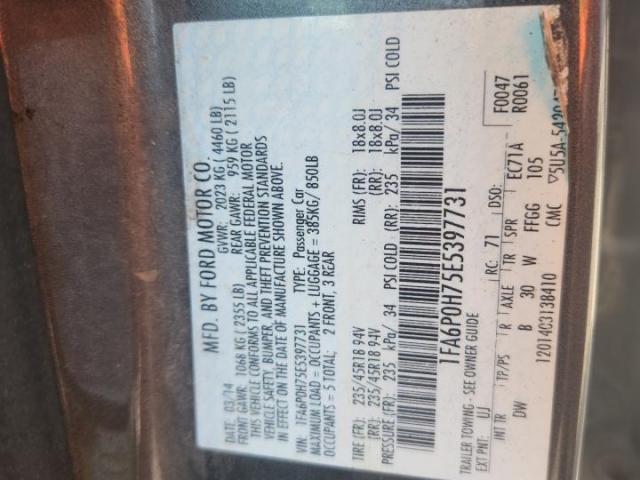 MFD. BY FORD MOTOR CO.
DATE: 03/14 GVWR: 2023 KG ( 4460 LB)
FRONT GAWR: 1068 KG ( 2355 LB) REAR GAWR: 959 KG ( 2115 LB)
THIS VEHICLE CONFORMS TO ALL APPLICABLE FEDERAL MOTOR
VEHICLE SAFETY, BUMPER, AND THEFT PREVENTION STANDARDS
IN EFFECT ON THE DATE OF MANUFACTURE SHOWN ABOVE.
VIN: 1FA6P0H75E5397731 TYPE: Passenger Car
MAXIMUM LOAD = OCCUPANTS + LUGGAGE = 385KG/ 850LB
OCCUPANTS = 5 TOTAL: 2 FRONT, 3 REAR
TIRE (FR): 235/45R18 94V RIMS (FR): 18x8.0J
(RR): 235/45R18 94V (RR): 18x8.0J
PRESSURE (FR): 235 kPa/ 34 PSI COLD (RR): 235 kPa/ 34 PSI COLD
1FA6P0H75E5397731
TRAILER TOWING - SEE OWNER GUIDE F0047
EXT PNT: UJ RC: 71 DSO: R0061
INT TR TP/PS R AXLE TR SPR EC71A
DW B 30 W FFGG 105
12014C3138410 CMC ▽5U5A-54204